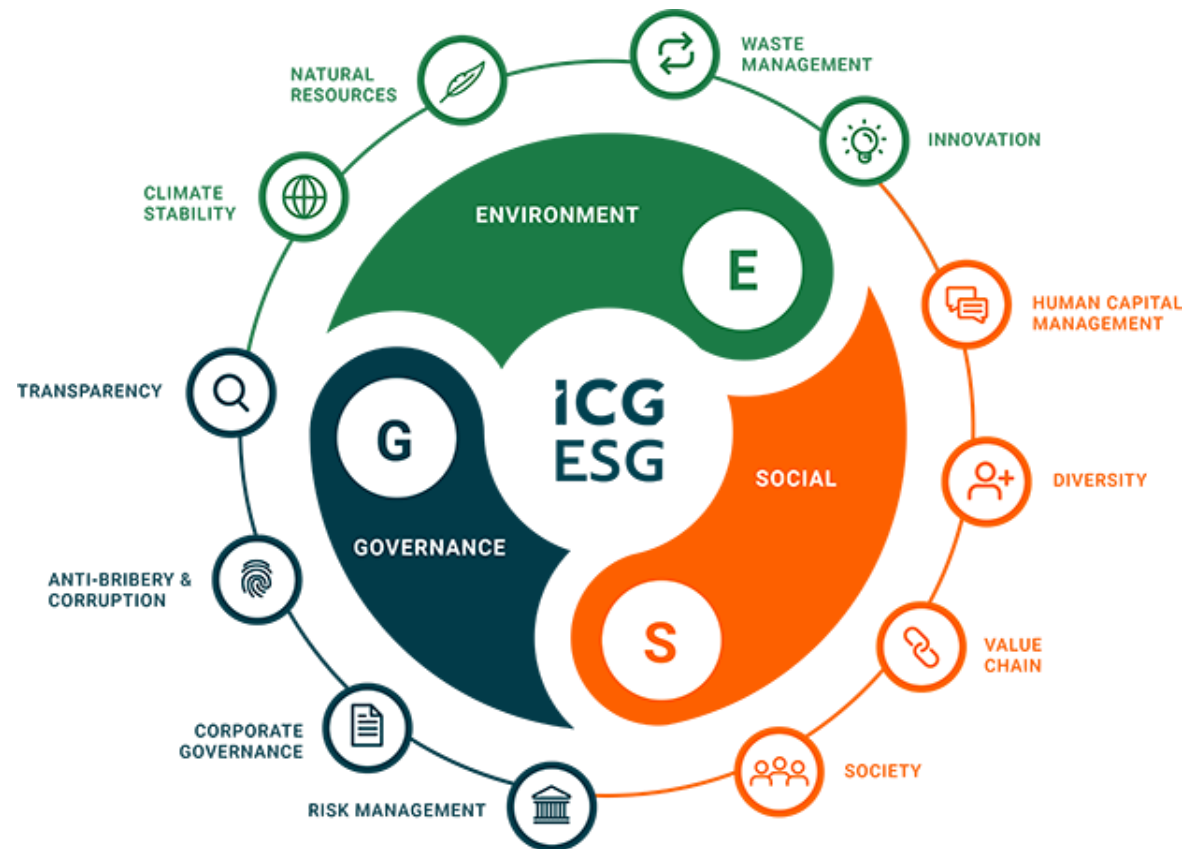 NATURAL
RESOURCES
WASTE
MANAGEMENT
INNOVATION
CLIMATE
STABILITY
ENVIRONMENT
E
HUMAN CAPITAL
MANAGEMENT
TRANSPARENCY
G
iCG
ESG
SOCIAL
DIVERSITY
GOVERNANCE
ANTI-BRIBERY &
CORRUPTION
S
VALUE
CHAIN
CORPORATE
GOVERNANCE
SOCIETY
RISK MANAGEMENT